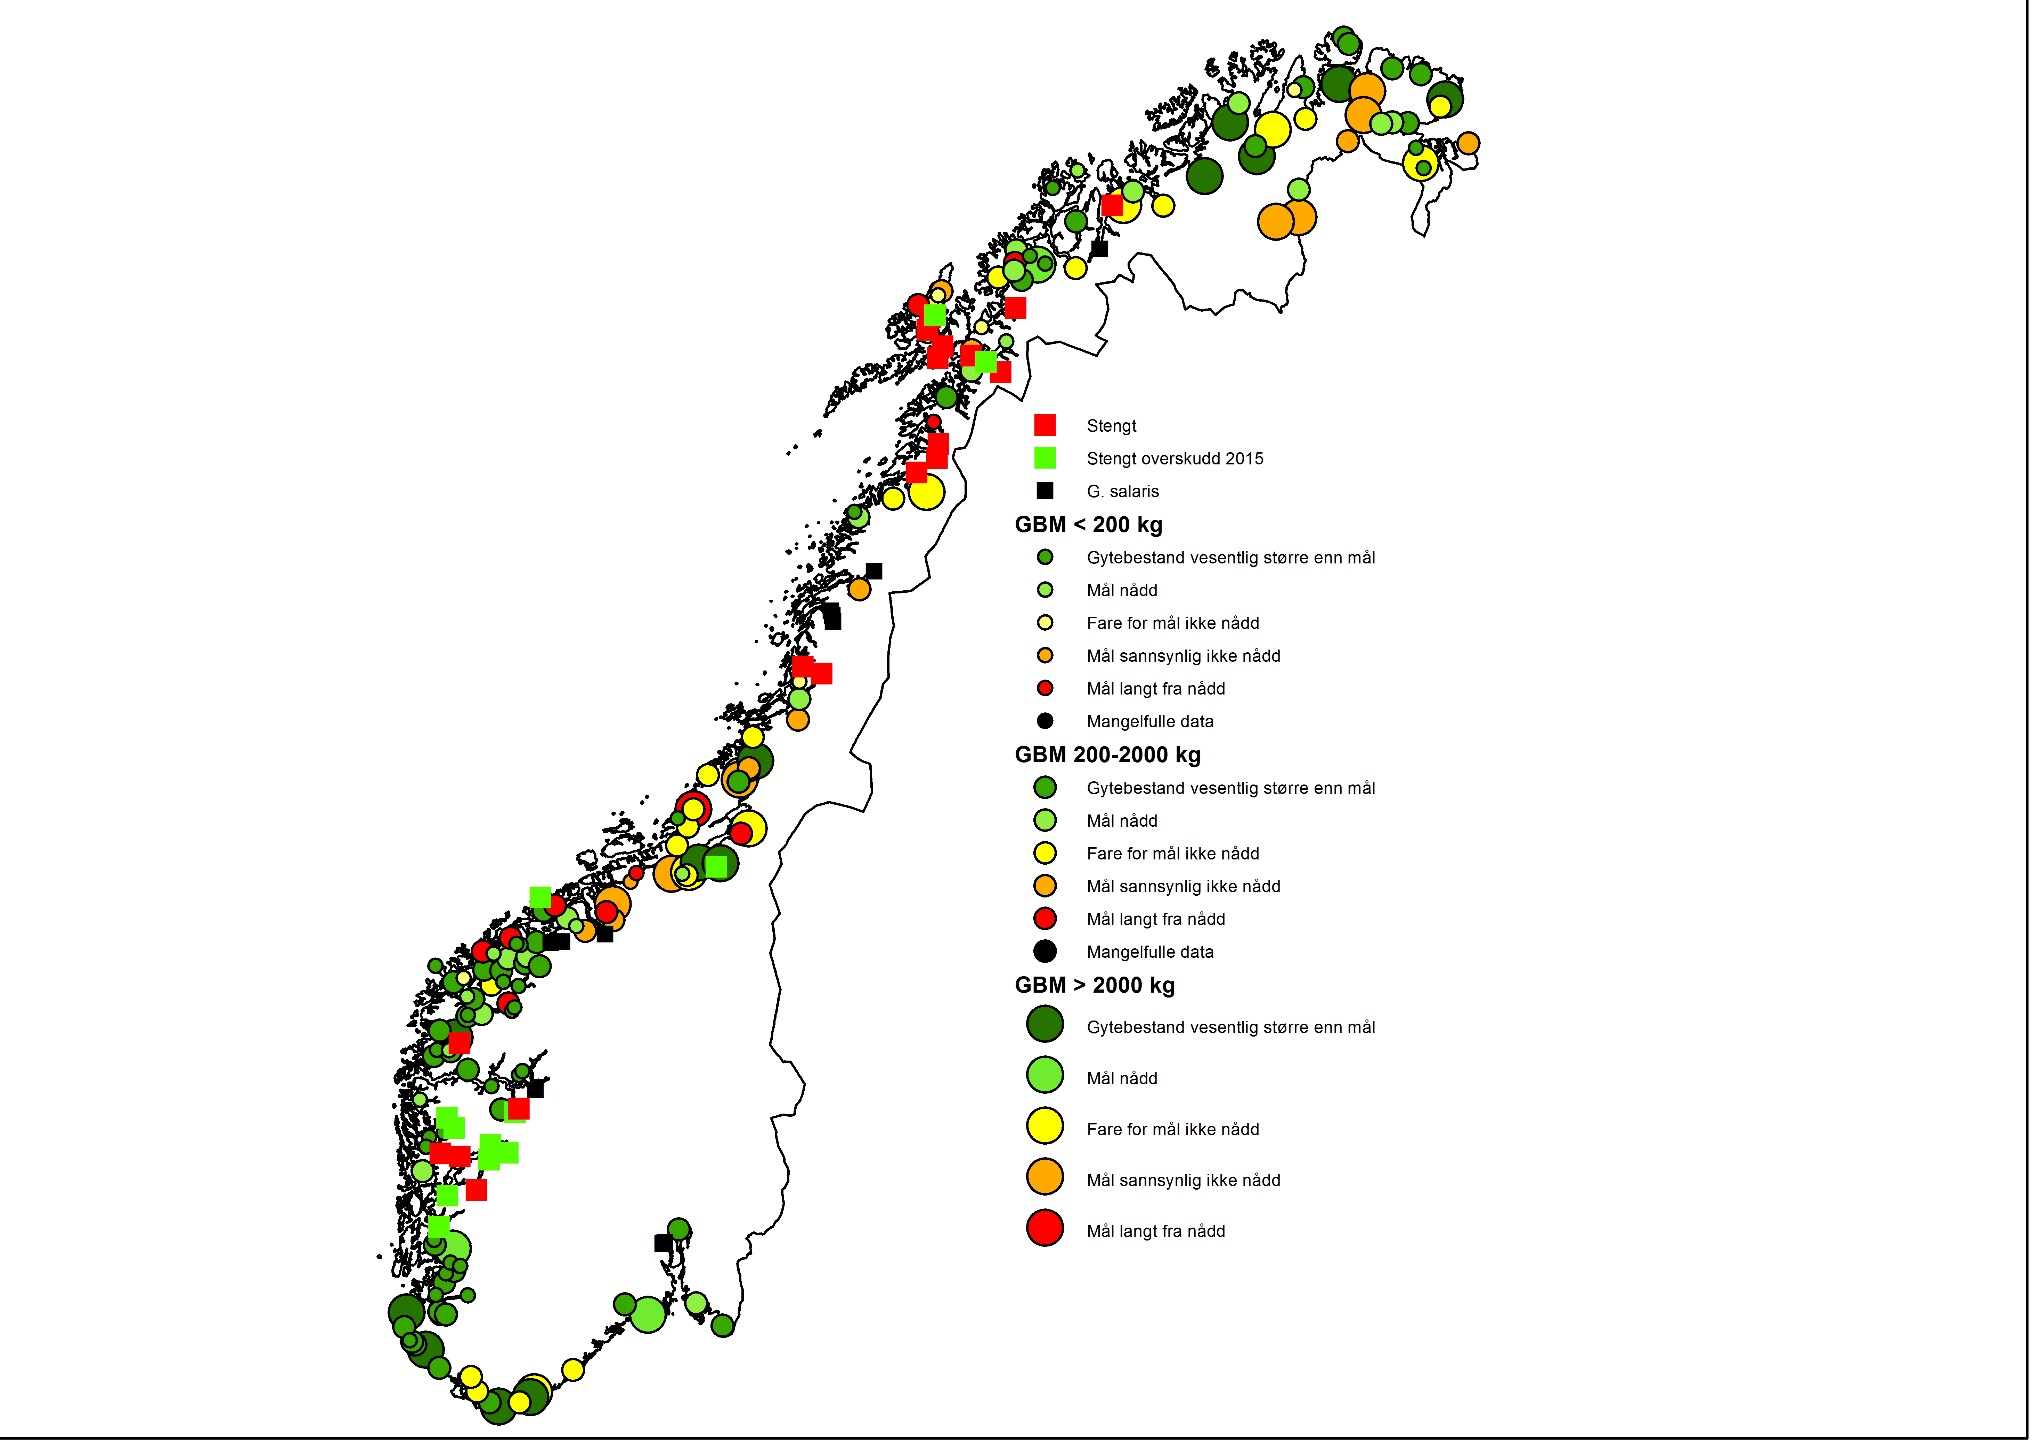 Stengt
Stengt overskudd 2015
G. salaris
GBM < 200 kg
Gytebestand vesentlig større enn mål
Mål nådd
Fare for mål ikke nådd
Mål sannsynlig ikke nådd
Mål langt fra nådd
Mangelfulle data
GBM 200-2000 kg
Gytebestand vesentlig større enn mål
Mål nådd
Fare for mål ikke nådd
Mål sannsynlig ikke nådd
Mål langt fra nådd
Mangelfulle data
GBM > 2000 kg
Gytebestand vesentlig større enn mål
Mål nådd
Fare for mål ikke nådd
Mål sannsynlig ikke nådd
Mål langt fra nådd